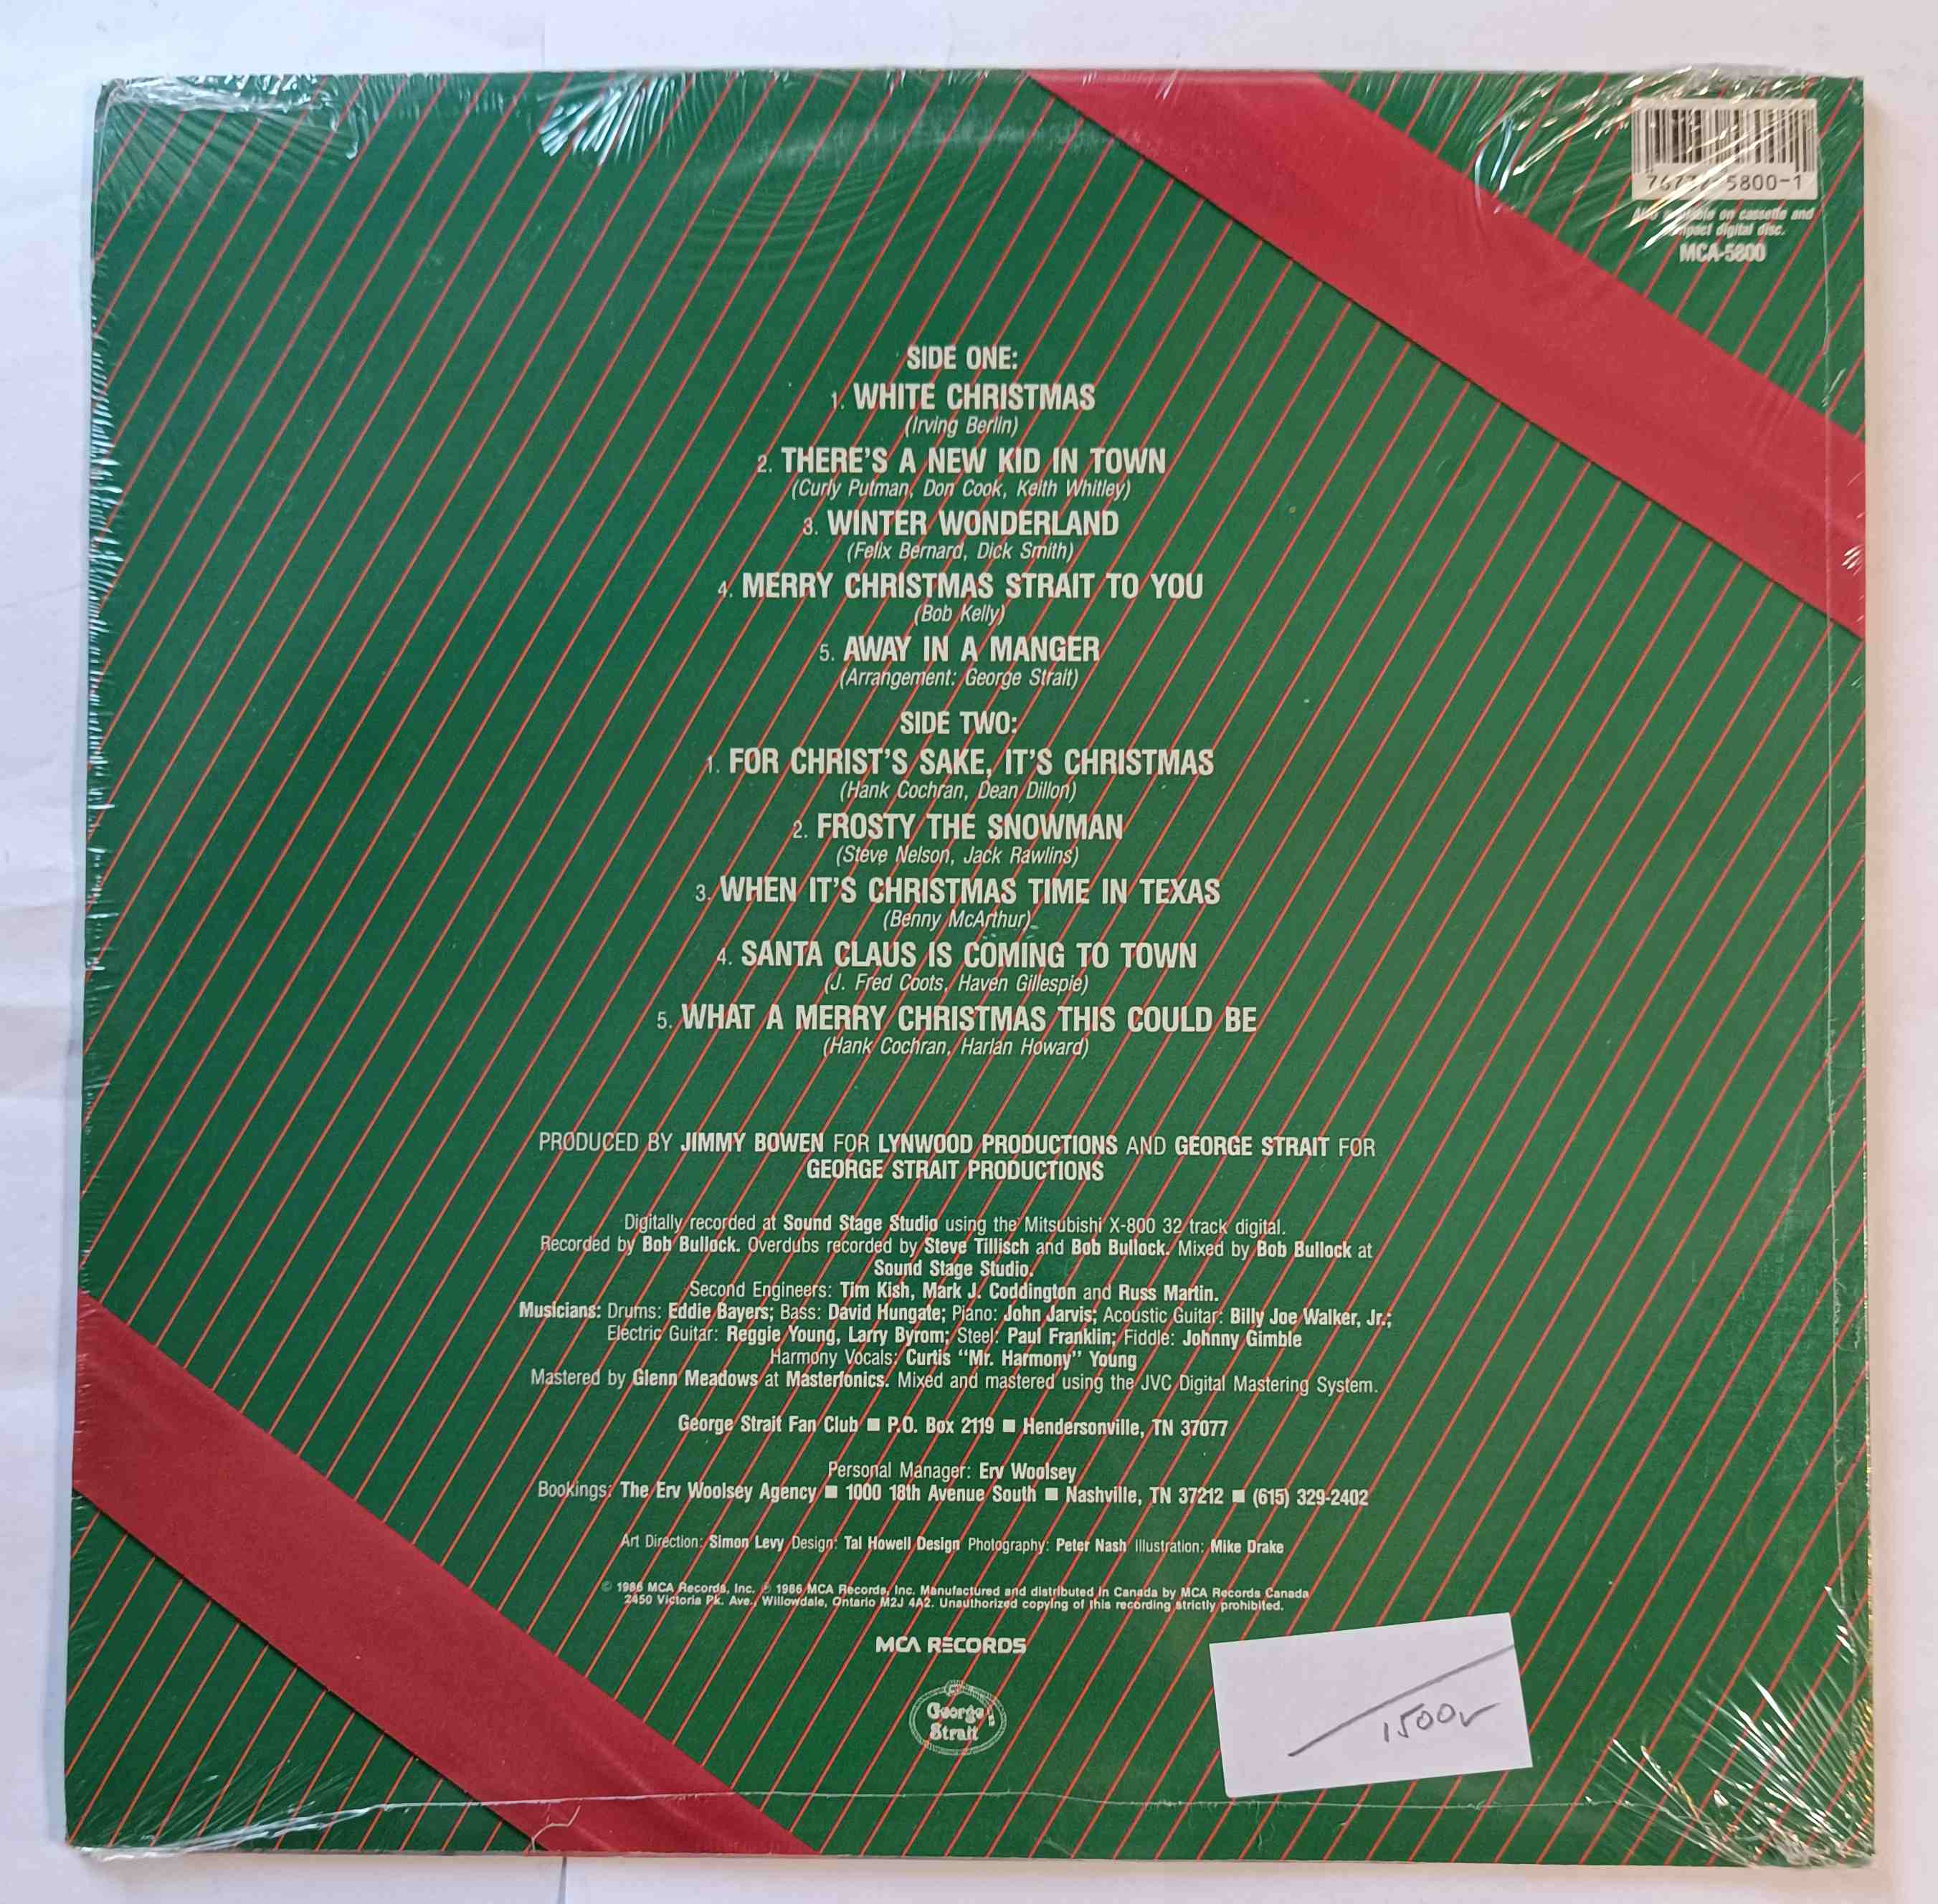 5800-1
on cassette and
digital disc.
MCA-5800
SIDE ONE:
1. WHITE CHRISTMAS
(Irving Berlin)
2. THERE'S A NEW KID IN TOWN
(Curly Putman, Don Cook, Keith Whitley)
3. WINTER WONDERLAND
(Felix Bernard, Dick Smith)
4. MERRY CHRISTMAS STRAIT TO YOU
(Bob Kelly)
5. AWAY IN A MANGER
(Arrangement: George Strait)
SIDE TWO:
1. FOR CHRIST'S SAKE, IT'S CHRISTMAS
(Hank Cochran, Dean Dillon)
2. FROSTY THE SNOWMAN
(Steve Nelson, Jack Rawlins)
3. WHEN IT'S CHRISTMAS TIME IN TEXAS
(Benny McArthur)
4. SANTA CLAUS IS COMING TO TOWN
(J. Fred Coots, Haven Gillespie)
5. WHAT A MERRY CHRISTMAS THIS COULD BE
(Hank Cochran, Harlan Howard)
PRODUCED BY JIMMY BOWEN FOR LYNWOOD PRODUCTIONS AND GEORGE STRAIT FOR
GEORGE STRAIT PRODUCTIONS
Digitally recorded at Sound Stage Studio using the Mitsubishi X-800 32 track digital.
Recorded by Bob Bullock. Overdubs recorded by Steve Tillisch and Bob Bullock. Mixed by Bob Bullock at
Sound Stage Studio.
Second Engineers: Tim Kish, Mark J. Coddington and Russ Martin.
Musicians: Drums: Eddie Bayers; Bass: David Hungate; Piano: John Jarvis; Acoustic Guitar: Billy Joe Walker, Jr.;
Electric Guitar: Reggie Young, Larry Byrom; Steel: Paul Franklin; Fiddle: Johnny Gimble
Harmony Vocals: Curtis "Mr. Harmony" Young
Mastered by Glenn Meadows at Masterfonics. Mixed and mastered using the JVC Digital Mastering System.
George Strait Fan Club ■ P.O. Box 2119 ■ Hendersonville, TN 37077
Personal Manager: Erv Woolsey
Bookings: The Erv Woolsey Agency ■ 1000 18th Avenue South ■ Nashville, TN 37212 ■ (615) 329-2402
Art Direction: Simon Levy Design: Tal Howell Design Photography: Peter Nash Illustration: Mike Drake
© 1986 MCA Records, Inc. ℗ 1986 MCA Records, Inc. Manufactured and distributed in Canada by MCA Records Canada
2450 Victoria Pk. Ave., Willowdale, Ontario M2J 4A2. Unauthorized copying of this recording strictly prohibited.
MCA RECORDS
George
Strait
1500